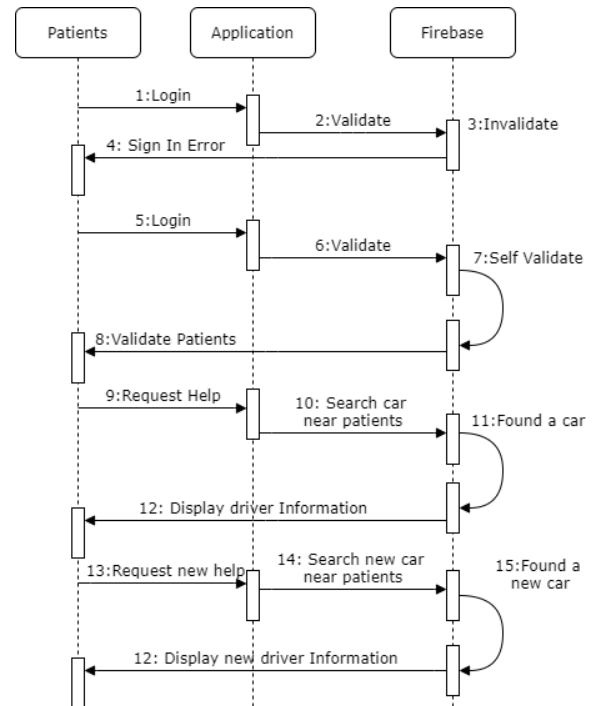 Patients
Application
Firebase
1:Login
2:Validate
3:Invalidate
4: Sign In Error
5:Login
6:Validate
7:Self Validate
8:Validate Patients
9:Request Help
10: Search car
near patients
11:Found a car
12: Display driver Information
13:Request new help
14: Search new car
near patients
15:Found a
new car
12: Display new driver Information